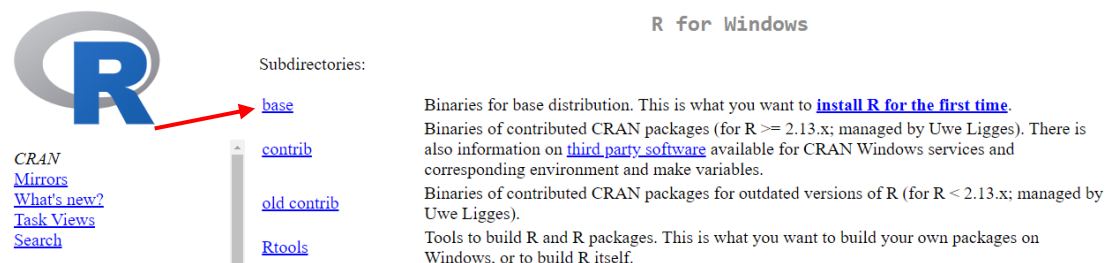 R for Windows
Subdirectories:
base
Binaries for base distribution. This is what you want to install R for the first time.
contrib
Binaries of contributed CRAN packages (for R >= 2.13.x; managed by Uwe Ligges). There is
also information on third party software available for CRAN Windows services and
corresponding environment and make variables.
old contrib
Binaries of contributed CRAN packages for outdated versions of R (for R < 2.13.x; managed by
Uwe Ligges).
Rtools
Tools to build R and R packages. This is what you want to build your own packages on
Windows, or to build R itself.
R
CRAN
Mirrors
What's new?
Task Views
Search